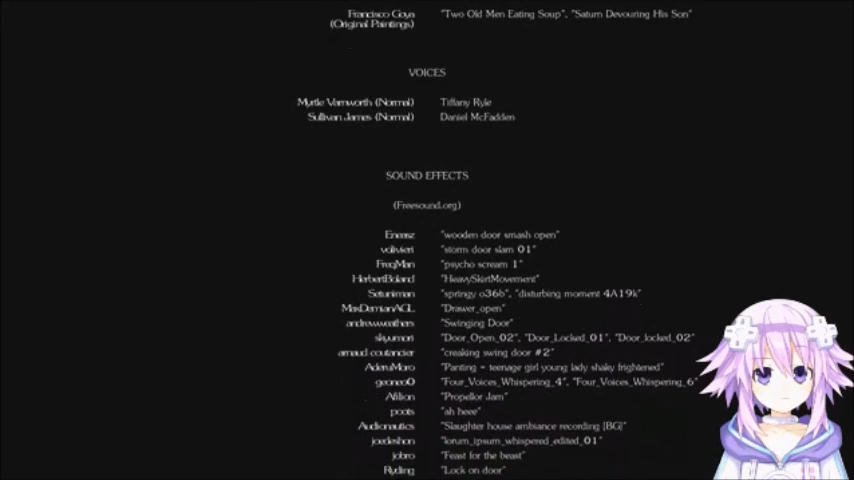 Francisco Goya "Two Old Men Eating Soup", "Saturn Devouring His Son"
(Original Paintings)
VOICES
Myrtle Varnworth (Normal) Tiffany Ryle
Sullivan James (Normal) Daniel McFadden
SOUND EFFECTS
(Freesound.org)
Eneasz "wooden door smash open"
volivieri "storm door slam 01"
FreqMan "psycho scream 1"
HerbertBoland "HeavySkirtMovement"
Setuniman "springy o36b", "disturbing moment 4A19k"
MaxDemianAGL "Drawer_open"
andrewweathers "Swinging Door"
skyumori "Door_Open_02", "Door_Locked_01", "Door_locked_02"
arnaud coutancier "creaking swing door #2"
AderuMoro "Panting - teenage girl young lady shaky frightened"
geoneo0 "Four_Voices_Whispering_4", "Four_Voices_Whispering_6"
Afilion "Propellor Jam"
poots "ah heee"
Audionautics "Slaughter house ambiance recording [BG]"
joedeshon "lorum_ipsum_whispered_edited_01"
jobro "Feast for the beast"
Ryding "Lock on door"